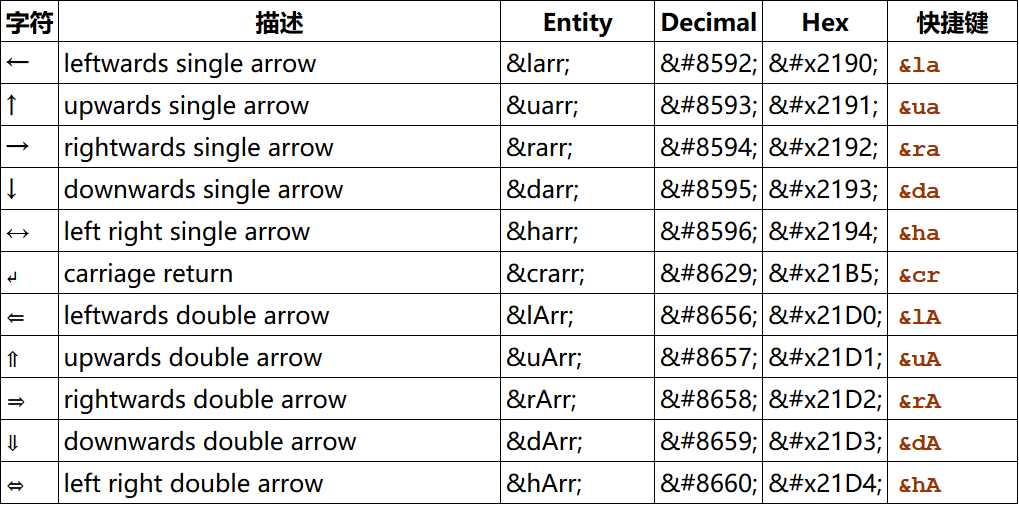 字符 描述 Entity Decimal Hex 快捷键
← leftwards single arrow &larr; &#8592; &#x2190; &la
↑ upwards single arrow &uarr; &#8593; &#x2191; &ua
→ rightwards single arrow &rarr; &#8594; &#x2192; &ra
↓ downwards single arrow &darr; &#8595; &#x2193; &da
↔ left right single arrow &harr; &#8596; &#x2194; &ha
↵ carriage return &crarr; &#8629; &#x21B5; &cr
⇐ leftwards double arrow &lArr; &#8656; &#x21D0; &lA
⇑ upwards double arrow &uArr; &#8657; &#x21D1; &uA
⇒ rightwards double arrow &rArr; &#8658; &#x21D2; &rA
⇓ downwards double arrow &dArr; &#8659; &#x21D3; &dA
⇔ left right double arrow &hArr; &#8660; &#x21D4; &hA